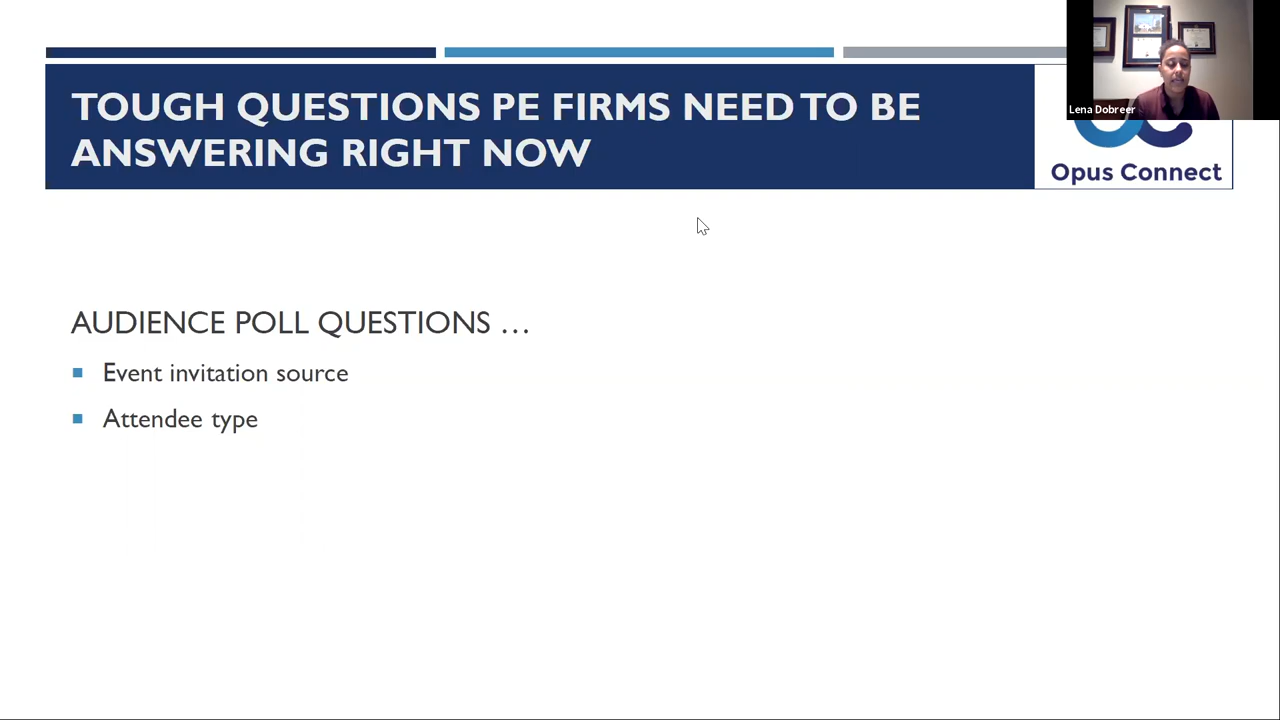 TOUGH QUESTIONS PE FIRMS NEED TO BE
ANSWERING RIGHT NOW
Lena Dobreer
Opus Connect
AUDIENCE POLL QUESTIONS …
Event invitation source
Attendee type